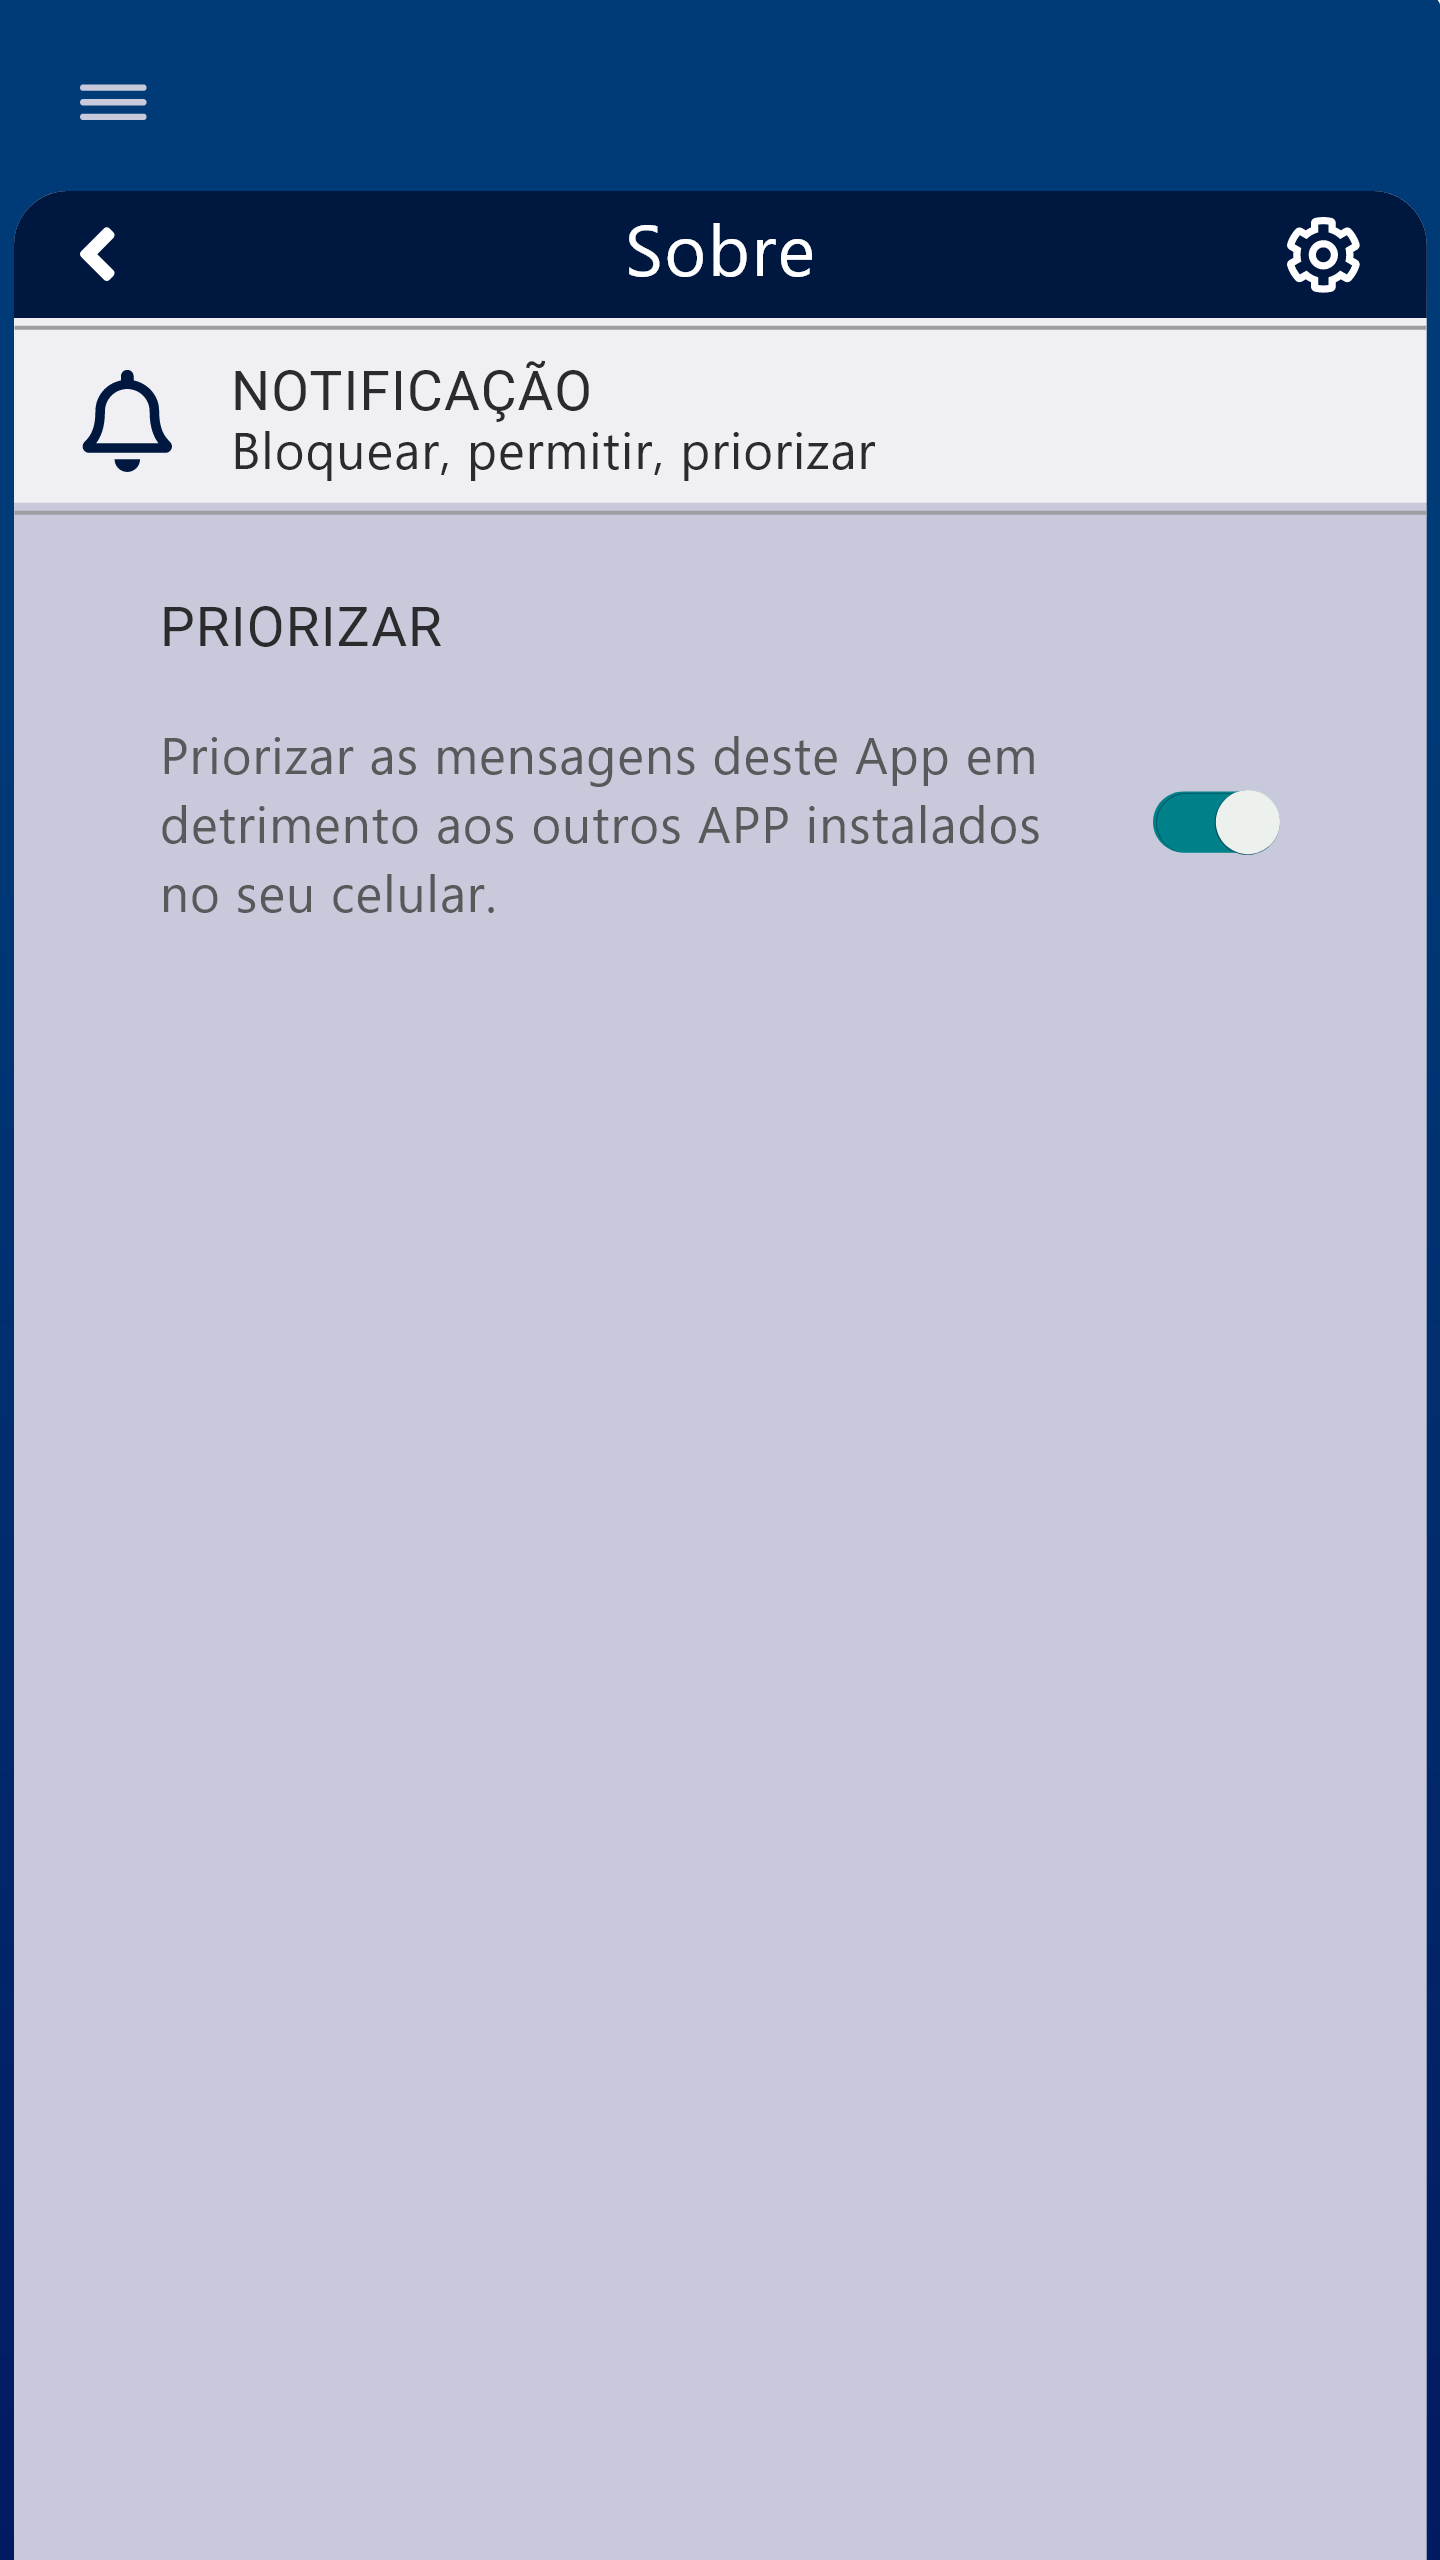 Sobre
NOTIFICAÇÃO
Bloquear, permitir, priorizar
PRIORIZAR
Priorizar as mensagens deste App em
detrimento aos outros APP instalados
no seu celular.